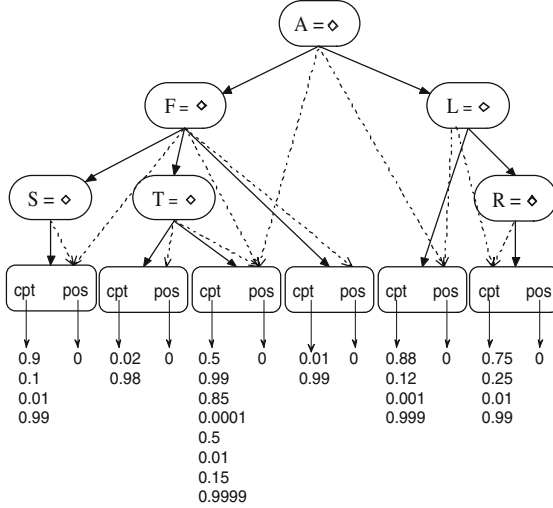 A = ◇
F = ◇ L = ◇
S = ◇ T = ◇ R = ◇
cpt pos cpt pos cpt pos cpt pos cpt pos cpt pos
0.9 0 0.02 0 0.5 0 0.01 0 0.88 0 0.75 0
0.1 0.98 0.99 0.99 0.12 0.25
0.01 0.85 0.001 0.01
0.99 0.0001 0.999 0.99
0.5
0.01
0.15
0.9999